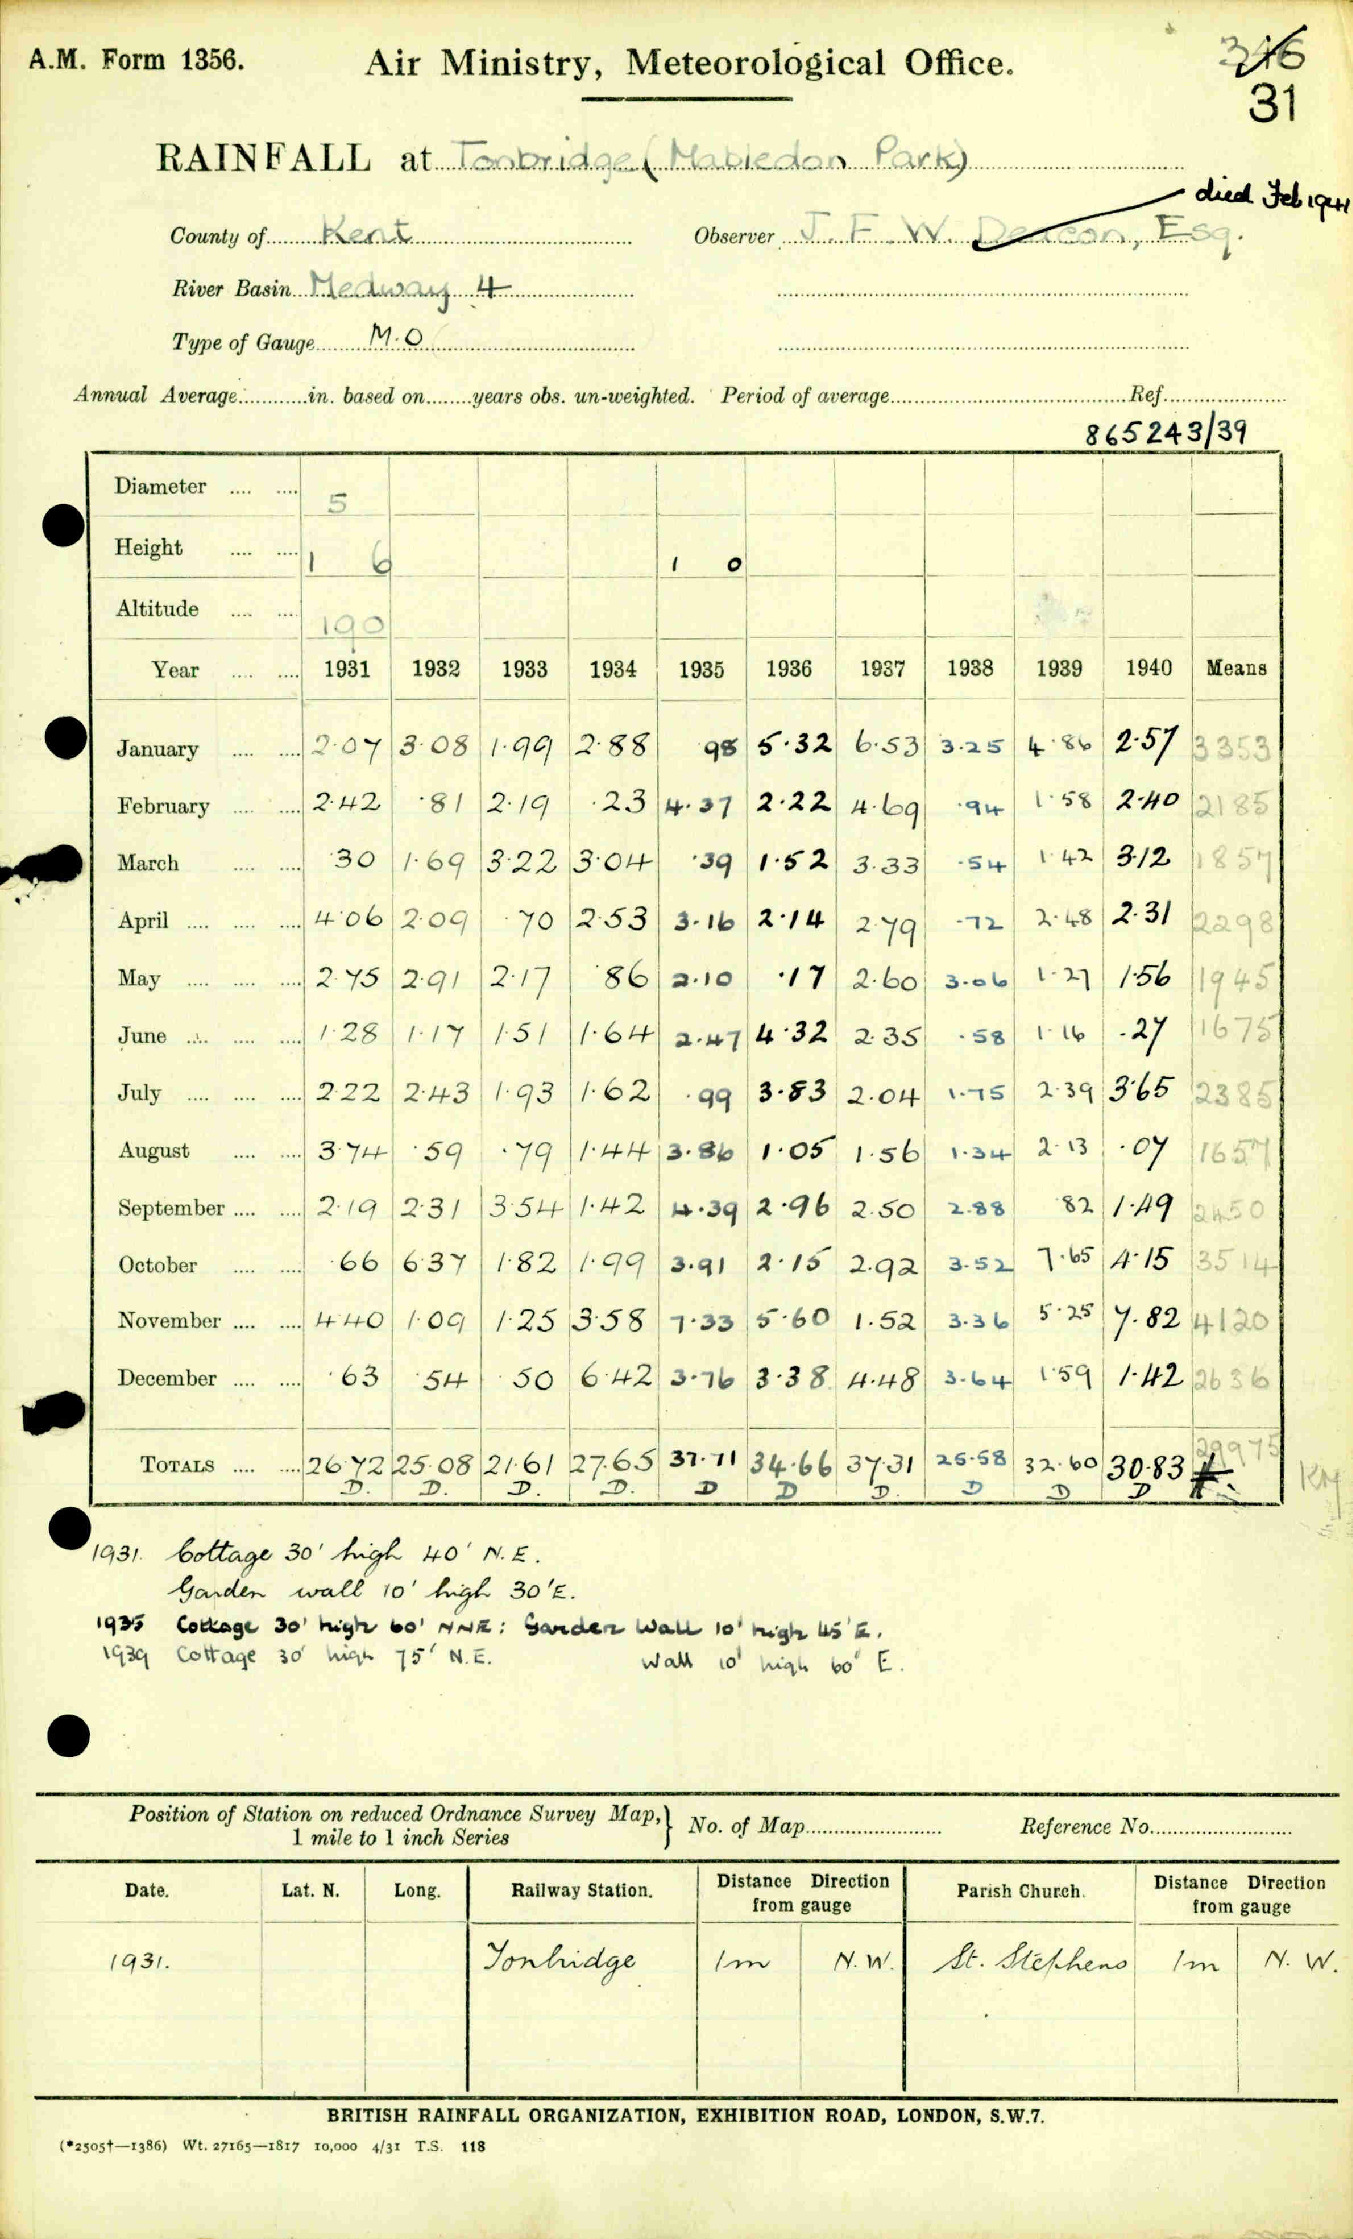 A.M. Form 1356. Air Ministry, Meteorological Office. 346
31
RAINFALL at Tonbridge (Mabledon Park)
died Feb 1941
County of Kent Observer J. F. W. Deacon, Esq.
River Basin Medway 4
Type of Gauge M.O
Annual Average in. based on years obs. un-weighted. Period of average Ref.
865243/39
Diameter 5
Height 1 6 1 0
Altitude 190
Year 1931 1932 1933 1934 1935 1936 1937 1938 1939 1940 Means
January 2.07 3.08 1.99 2.88 98 5.32 6.53 3.25 4.86 2.57 3353
February 2.42 .81 2.19 .23 4.37 2.22 4.69 .94 1.58 2.40 2185
March .30 1.69 3.22 3.04 .39 1.52 3.33 .54 1.42 3.12 1857
April 4.06 2.09 .70 2.53 3.16 2.14 2.79 .72 2.48 2.31 2298
May 2.75 2.91 2.17 .86 2.10 .17 2.60 3.06 1.27 1.56 1945
June 1.28 1.17 1.51 1.64 2.47 4.32 2.35 .58 1.16 .27 1675
July 2.22 2.43 1.93 1.62 .99 3.83 2.04 1.75 2.39 3.65 2385
August 3.74 .59 .79 1.44 3.86 1.05 1.56 1.34 2.13 .07 1657
September 2.19 2.31 3.54 1.42 4.39 2.96 2.50 2.88 .82 1.49 2450
October .66 6.37 1.82 1.99 3.91 2.15 2.92 3.52 7.65 4.15 3514
November 4.40 1.09 1.25 3.58 7.33 5.60 1.52 3.36 5.25 7.82 4120
December .63 .54 .50 6.42 3.76 3.38 4.48 3.64 1.59 1.42 2636
TOTALS 26.72 25.08 21.61 27.65 37.71 34.66 37.31 25.58 32.60 30.83 29975
D. D. D. D. D D D. D D D
1931. Cottage 30' high 40' N.E.
Garden wall 10' high 30' E.
1935 Cottage 30' high 60' NNE: Garden Wall 10' high 45' E.
1939 Cottage 30' high 75' N.E. Wall 10' high 60' E.
Position of Station on reduced Ordnance Survey Map, } No. of Map Reference No.
1 mile to 1 inch Series
Date. Lat. N. Long. Railway Station. Distance Direction from gauge Parish Church. Distance Direction from gauge
1931. Tonbridge 1m N.W. St. Stephens 1m N.W.
BRITISH RAINFALL ORGANIZATION, EXHIBITION ROAD, LONDON, S.W.7.
(*2505†—1386) Wt. 27165—1817 10,000 4/31 T.S. 118